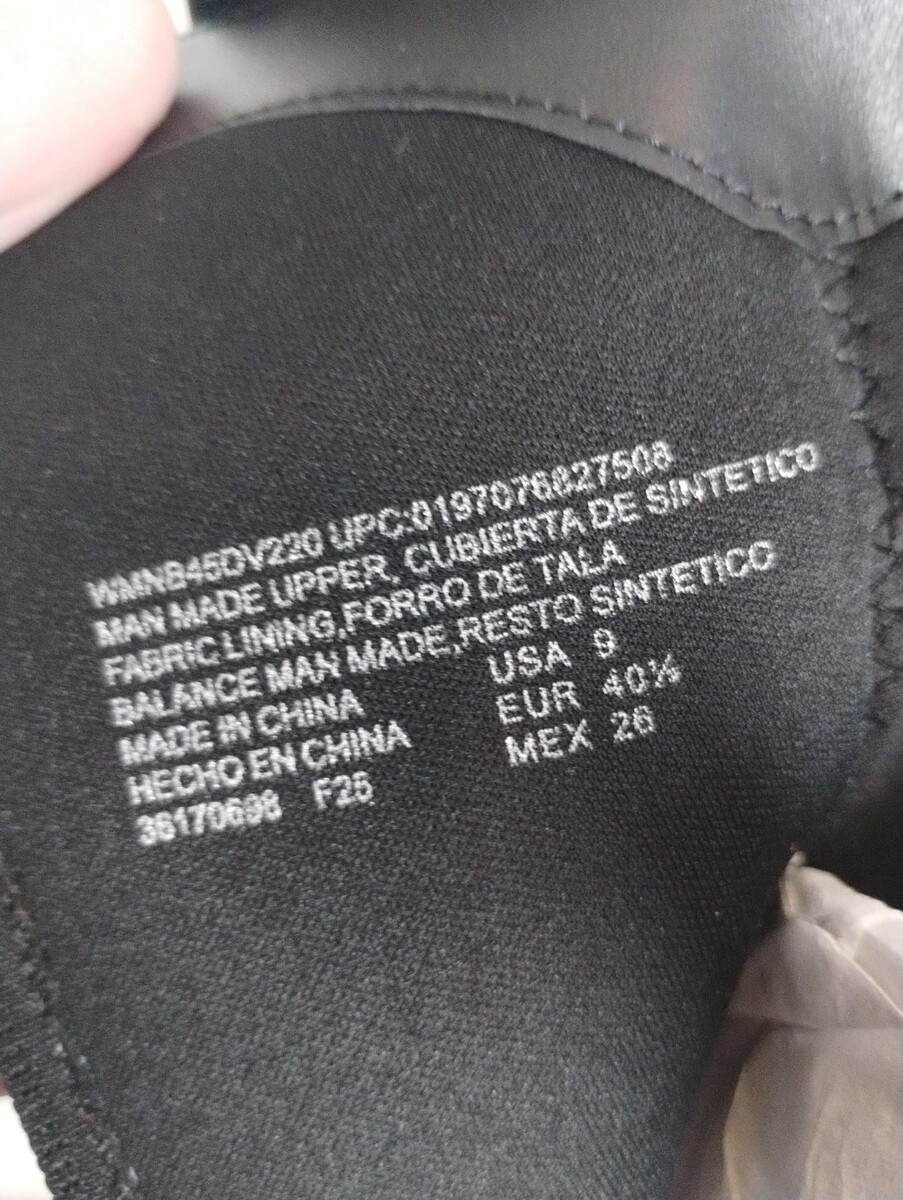 WMNB45DV220 UPC:0197076827508
MAN MADE UPPER, CUBIERTA DE SINTETICO
FABRIC LINING,FORRO DE TALA
BALANCE MAN MADE,RESTO SINTETICO
MADE IN CHINA USA 9
HECHO EN CHINA EUR 40½
38170698 F25 MEX 26